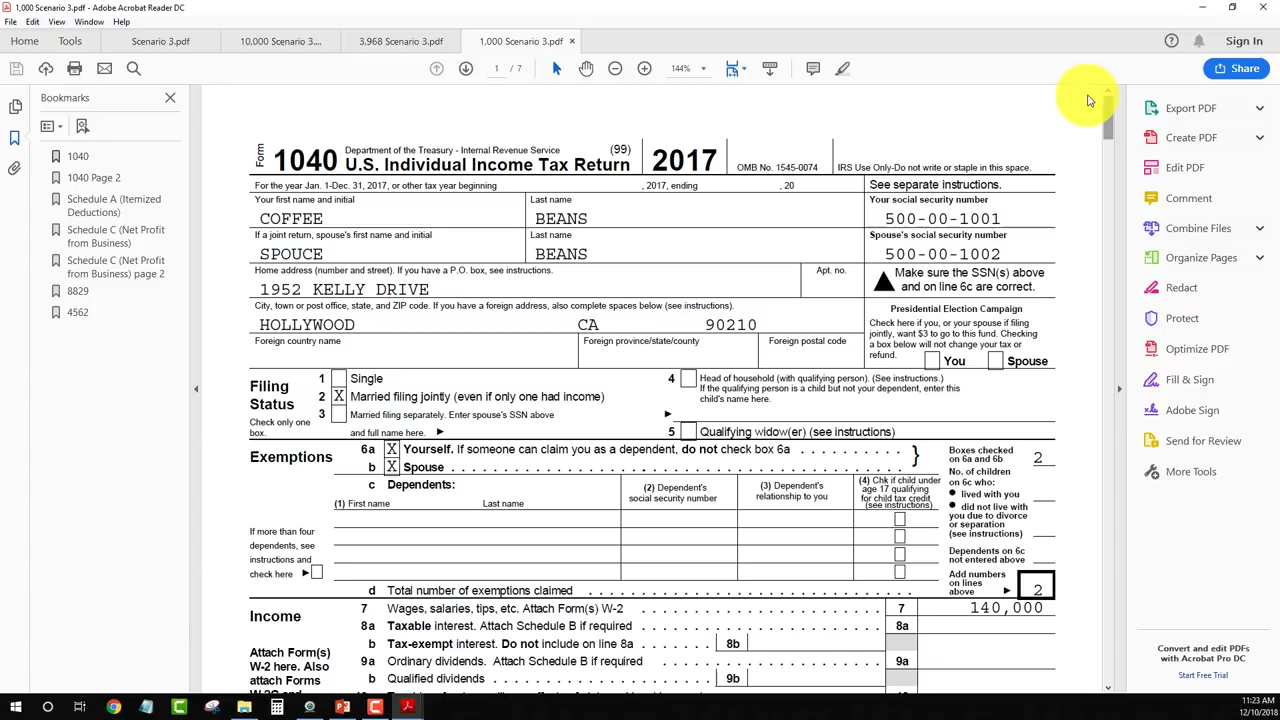 1,000 Scenario 3.pdf - Adobe Acrobat Reader DC
File Edit View Window Help
Home Tools Scenario 3.pdf 10,000 Scenario 3.... 3,968 Scenario 3.pdf 1,000 Scenario 3.pdf × Sign In
1 / 7 144% Share
Bookmarks
1040
1040 Page 2
Schedule A (Itemized
Deductions)
Schedule C (Net Profit
from Business)
Schedule C (Net Profit
from Business) page 2
8829
4562
Form 1040 Department of the Treasury - Internal Revenue Service (99)
U.S. Individual Income Tax Return 2017 OMB No. 1545-0074 IRS Use Only-Do not write or staple in this space.
For the year Jan. 1-Dec. 31, 2017, or other tax year beginning , 2017, ending , 20 See separate instructions.
Your first name and initial Last name Your social security number
COFFEE BEANS 500-00-1001
If a joint return, spouse's first name and initial Last name Spouse's social security number
SPOUCE BEANS 500-00-1002
Home address (number and street). If you have a P.O. box, see instructions. Apt. no.
1952 KELLY DRIVE
Make sure the SSN(s) above
and on line 6c are correct.
City, town or post office, state, and ZIP code. If you have a foreign address, also complete spaces below (see instructions).
HOLLYWOOD CA 90210
Foreign country name Foreign province/state/county Foreign postal code
Presidential Election Campaign
Check here if you, or your spouse if filing
jointly, want $3 to go to this fund. Checking
a box below will not change your tax or
refund. You Spouse
Filing
Status
Check only one
box.
1 Single
2 X Married filing jointly (even if only one had income)
3 Married filing separately. Enter spouse's SSN above
and full name here.
4 Head of household (with qualifying person). (See instructions.)
If the qualifying person is a child but not your dependent, enter this
child's name here.
5 Qualifying widow(er) (see instructions)
Exemptions
6a X Yourself. If someone can claim you as a dependent, do not check box 6a . . . . . . . . . . }
b X Spouse
c Dependents:
(1) First name Last name
(2) Dependent's
social security number
(3) Dependent's
relationship to you
(4) Chk if child under
age 17 qualifying
for child tax credit
(see instructions)
If more than four
dependents, see
instructions and
check here
d Total number of exemptions claimed
Boxes checked
on 6a and 6b 2
No. of children
on 6c who:
● lived with you
● did not live with
you due to divorce
or separation
(see instructions)
Dependents on 6c
not entered above
Add numbers
on lines
above 2
Income
7 Wages, salaries, tips, etc. Attach Form(s) W-2 7 140,000
8a Taxable interest. Attach Schedule B if required 8a
b Tax-exempt interest. Do not include on line 8a 8b
9a Ordinary dividends. Attach Schedule B if required 9a
b Qualified dividends 9b
Attach Form(s)
W-2 here. Also
attach Forms
Export PDF
Create PDF
Edit PDF
Comment
Combine Files
Organize Pages
Redact
Protect
Optimize PDF
Fill & Sign
Adobe Sign
Send for Review
More Tools
Convert and edit PDFs
with Acrobat Pro DC
Start Free Trial
11:23 AM
12/10/2018